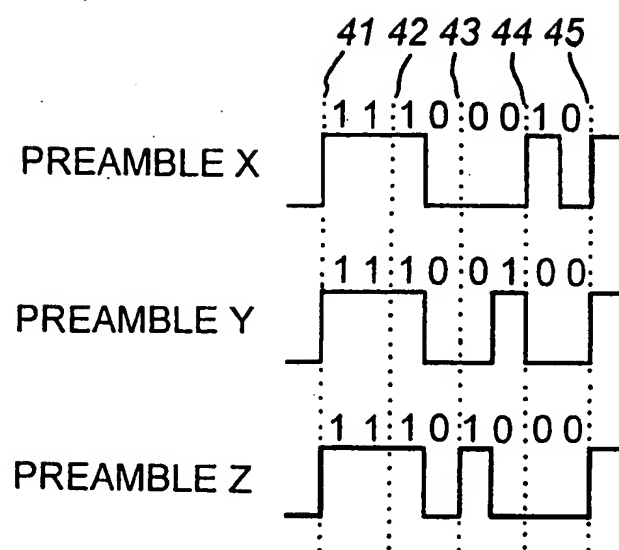 41 42 43 44 45
1 1 1 0 0 0 1 0
PREAMBLE X
1 1 1 0 0 1 0 0
PREAMBLE Y
1 1 1 0 1 0 0 0
PREAMBLE Z